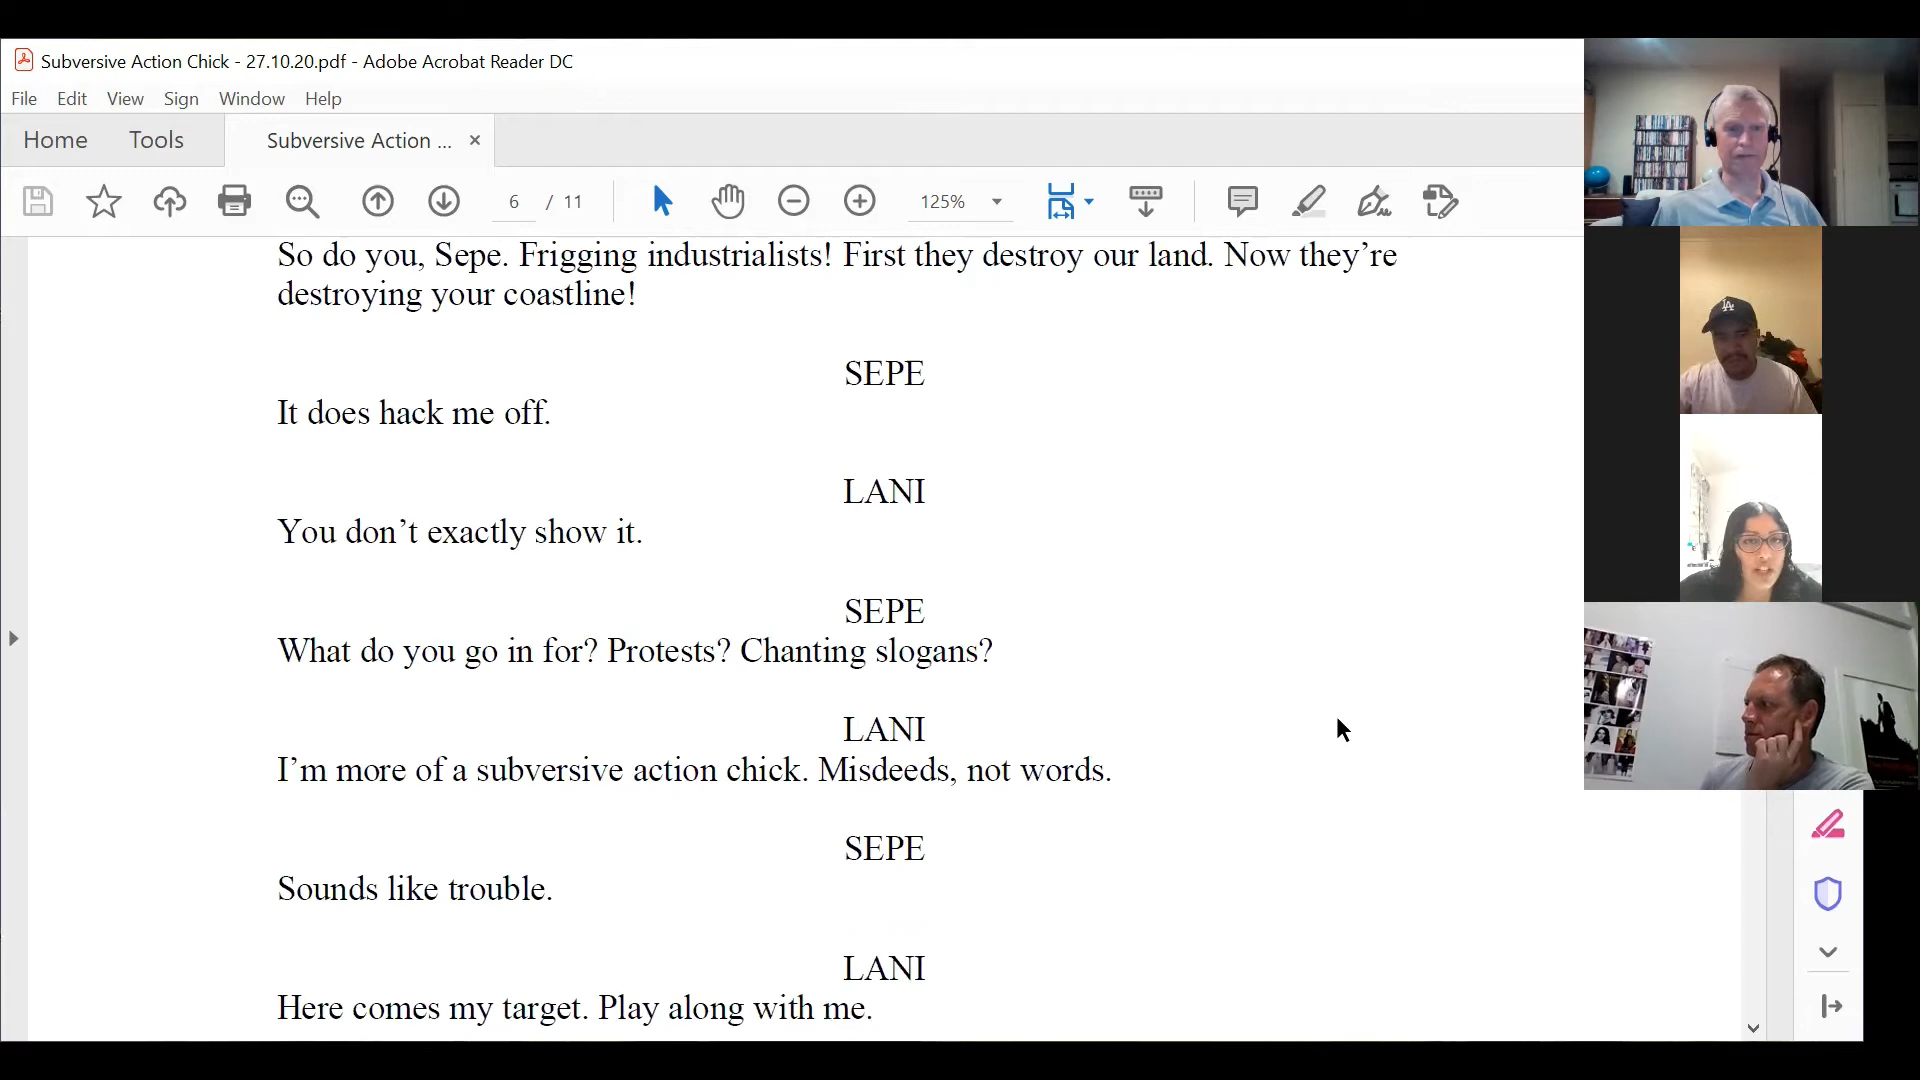 Subversive Action Chick - 27.10.20.pdf - Adobe Acrobat Reader DC
File Edit View Sign Window Help
Home Tools Subversive Action ... ×
6 / 11 125%
So do you, Sepe. Frigging industrialists! First they destroy our land. Now they’re
destroying your coastline!
SEPE
It does hack me off.
LANI
You don’t exactly show it.
SEPE
What do you go in for? Protests? Chanting slogans?
LANI
I’m more of a subversive action chick. Misdeeds, not words.
SEPE
Sounds like trouble.
LANI
Here comes my target. Play along with me.
LA